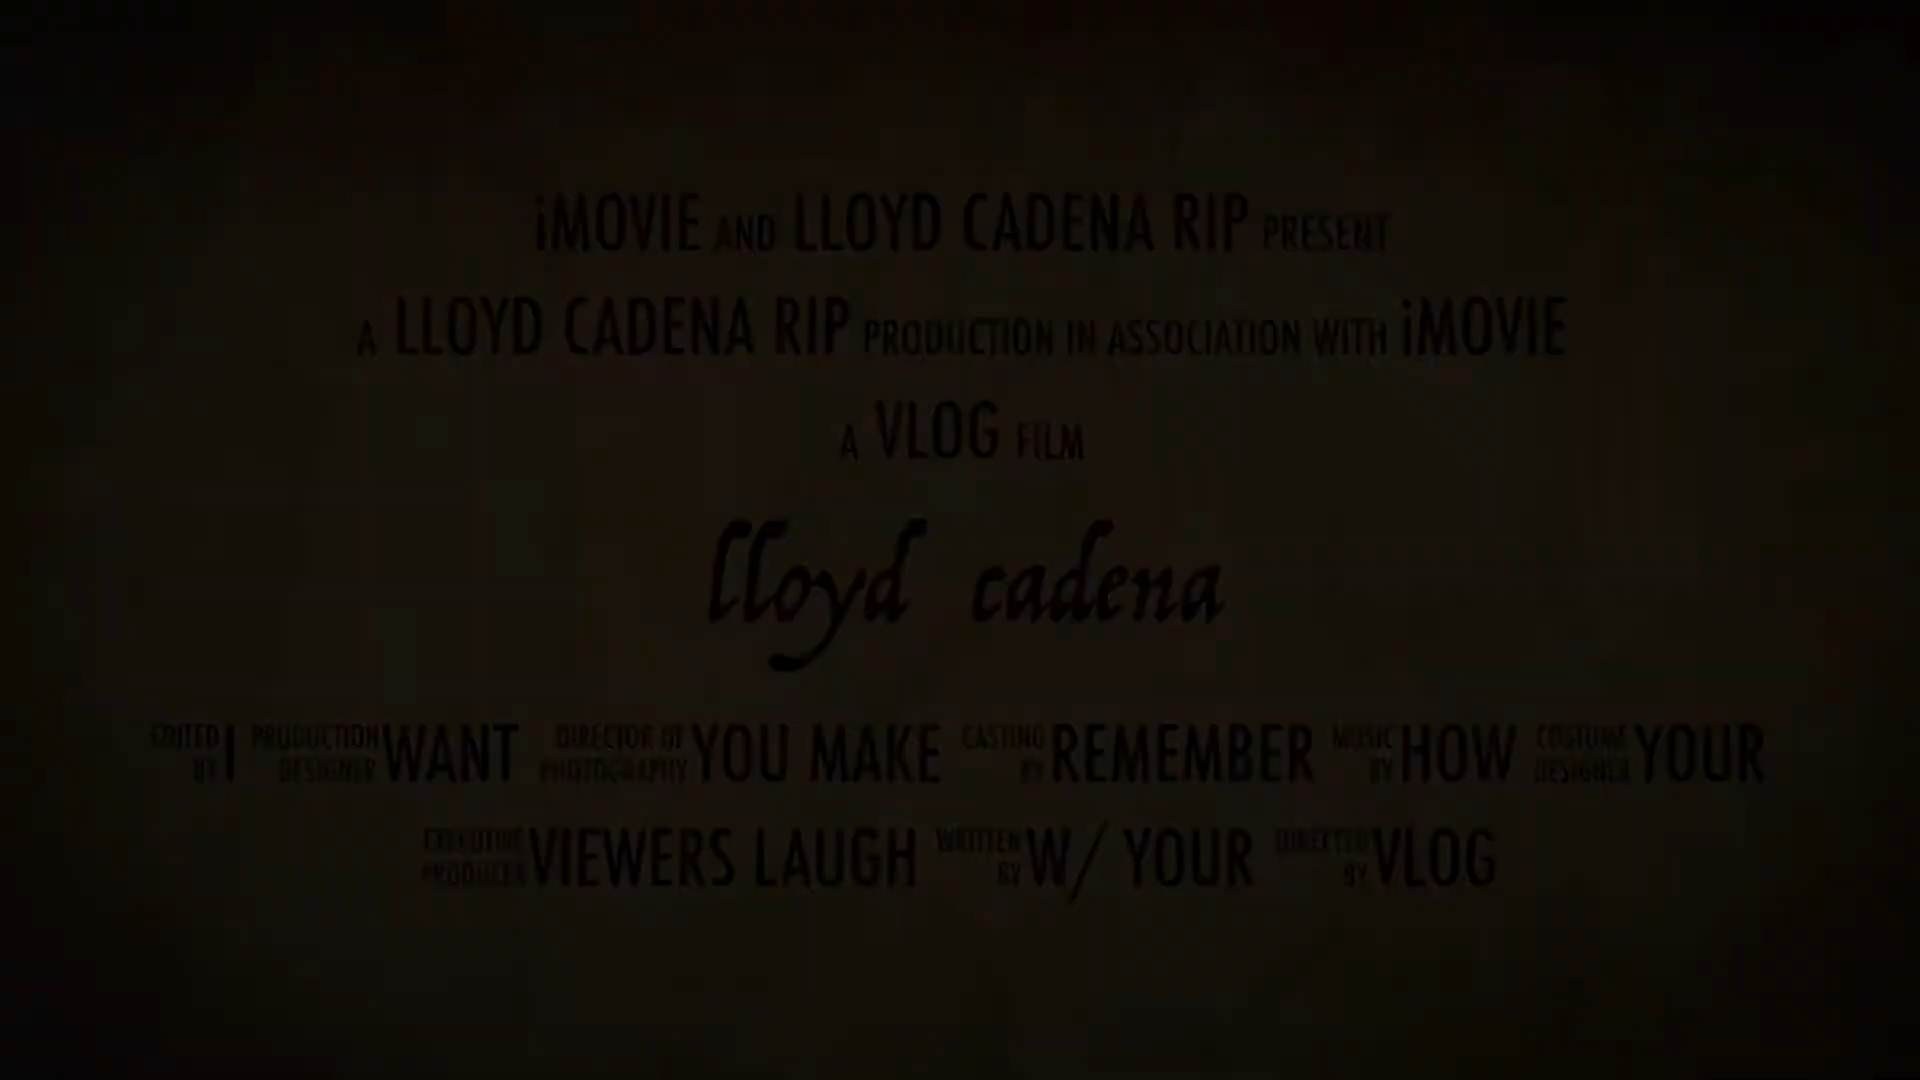 iMOVIE AND LLOYD CADENA RIP PRESENT
A LLOYD CADENA RIP PRODUCTION IN ASSOCIATION WITH iMOVIE
A VLOG FILM
lloyd cadena
EDITED BY I PRODUCTION DESIGNER WANT DIRECTOR OF PHOTOGRAPHY YOU MAKE CASTING BY REMEMBER MUSIC BY HOW COSTUME DESIGNER YOUR
EXECUTIVE PRODUCER VIEWERS LAUGH WRITTEN BY W/ YOUR DIRECTED BY VLOG